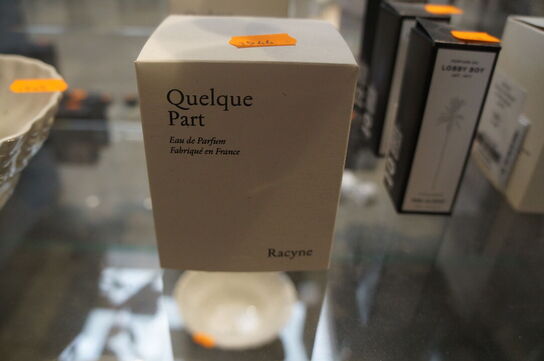 Quelque
Part
Eau de Parfum
Fabriqué en France
Racyne
LOBBY BOY